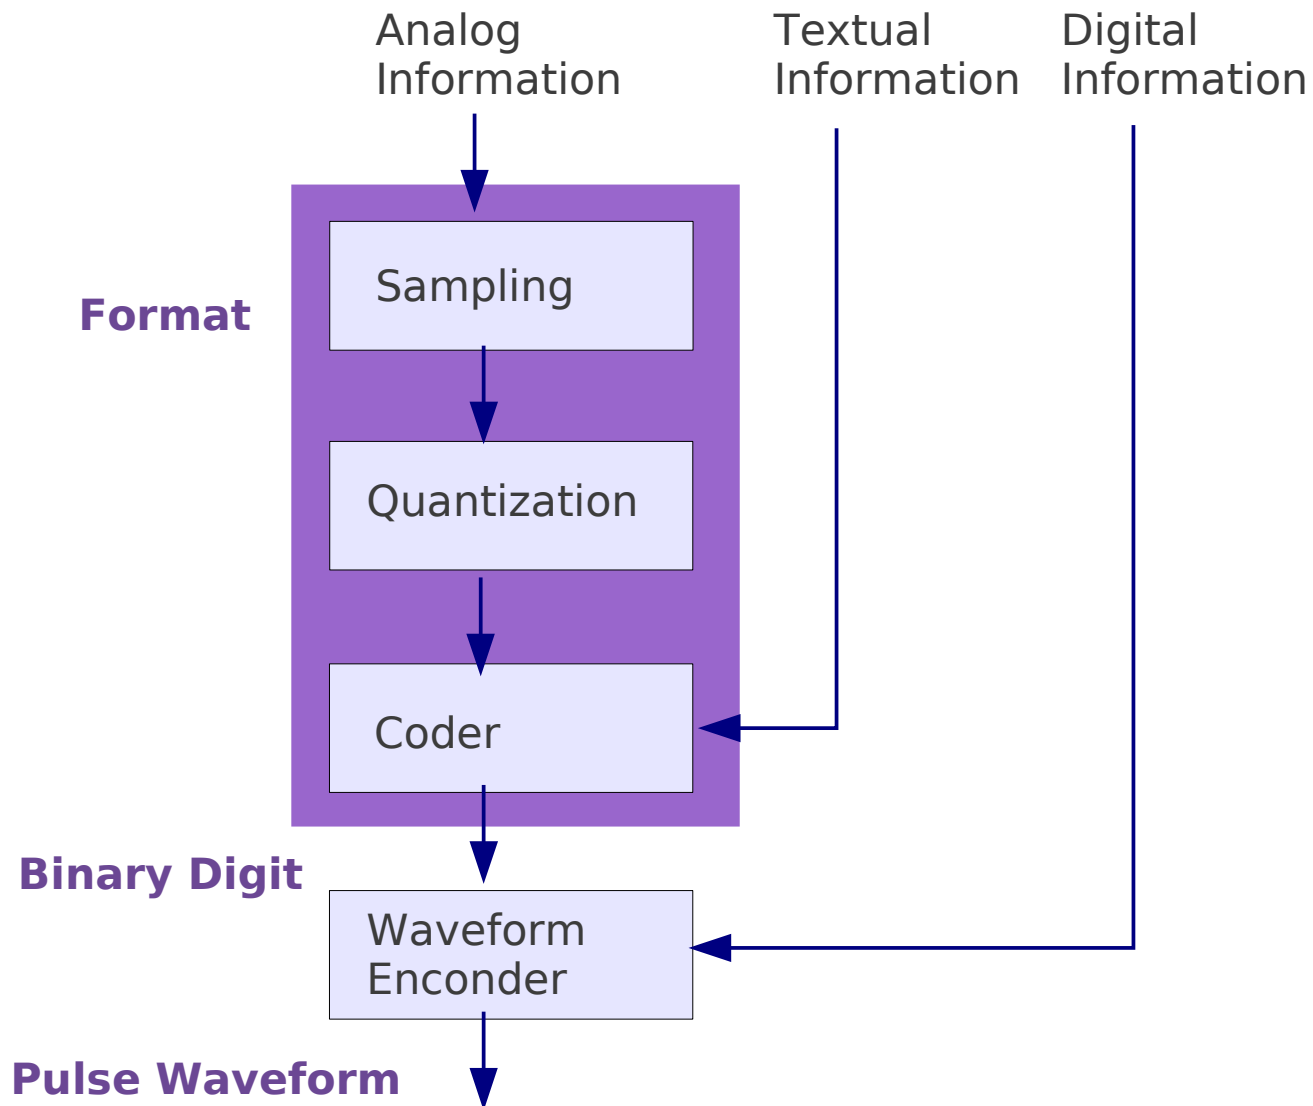 Analog
Information
Textual
Information
Digital
Information
Format
Sampling
Quantization
Coder
Binary Digit
Waveform
Enconder
Pulse Waveform